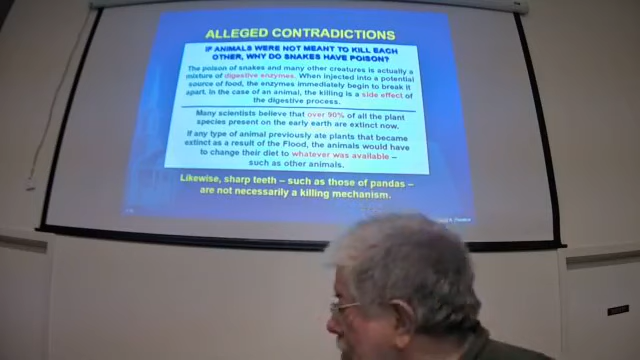 ALLEGED CONTRADICTIONS
IF ANIMALS WERE NOT MEANT TO KILL EACH
OTHER, WHY DO SNAKES HAVE POISON?
The poison of snakes and many other creatures is actually a
mixture of digestive enzymes. When injected into a potential
source of food, the enzymes immediately begin to break it
apart. In the case of an animal, the killing is a side effect of
the digestive process.
Many scientists believe that over 90% of all the plant
species present on the early earth are extinct now.
If any type of animal previously ate plants that became
extinct as a result of the Flood, the animals would have
to change their diet to whatever was available –
such as other animals.
Likewise, sharp teeth – such as those of pandas –
are not necessarily a killing mechanism.